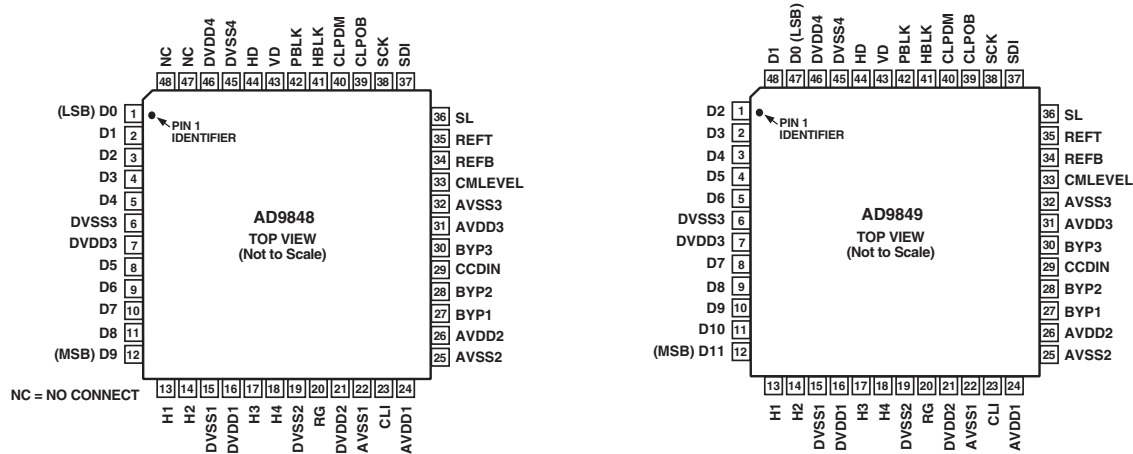 NC
NC
DVDD4
DVSS4
HD
VD
PBLK
HBLK
CLPDM
CLPOB
SCK
SDI
48 47 46 45 44 43 42 41 40 39 38 37
(LSB) D0 1
D1 2
D2 3
D3 4
D4 5
DVSS3 6
DVDD3 7
D5 8
D6 9
D7 10
D8 11
(MSB) D9 12
PIN 1
IDENTIFIER
AD9848
TOP VIEW
(Not to Scale)
36 SL
35 REFT
34 REFB
33 CMLEVEL
32 AVSS3
31 AVDD3
30 BYP3
29 CCDIN
28 BYP2
27 BYP1
26 AVDD2
25 AVSS2
13 14 15 16 17 18 19 20 21 22 23 24
H1
H2
DVSS1
DVDD1
H3
H4
DVSS2
RG
DVDD2
AVSS1
CLI
AVDD1
NC = NO CONNECT
D1
D0 (LSB)
DVDD4
DVSS4
HD
VD
PBLK
HBLK
CLPDM
CLPOB
SCK
SDI
48 47 46 45 44 43 42 41 40 39 38 37
D2 1
D3 2
D4 3
D5 4
D6 5
DVSS3 6
DVDD3 7
D7 8
D8 9
D9 10
D10 11
(MSB) D11 12
PIN 1
IDENTIFIER
AD9849
TOP VIEW
(Not to Scale)
36 SL
35 REFT
34 REFB
33 CMLEVEL
32 AVSS3
31 AVDD3
30 BYP3
29 CCDIN
28 BYP2
27 BYP1
26 AVDD2
25 AVSS2
13 14 15 16 17 18 19 20 21 22 23 24
H1
H2
DVSS1
DVDD1
H3
H4
DVSS2
RG
DVDD2
AVSS1
CLI
AVDD1